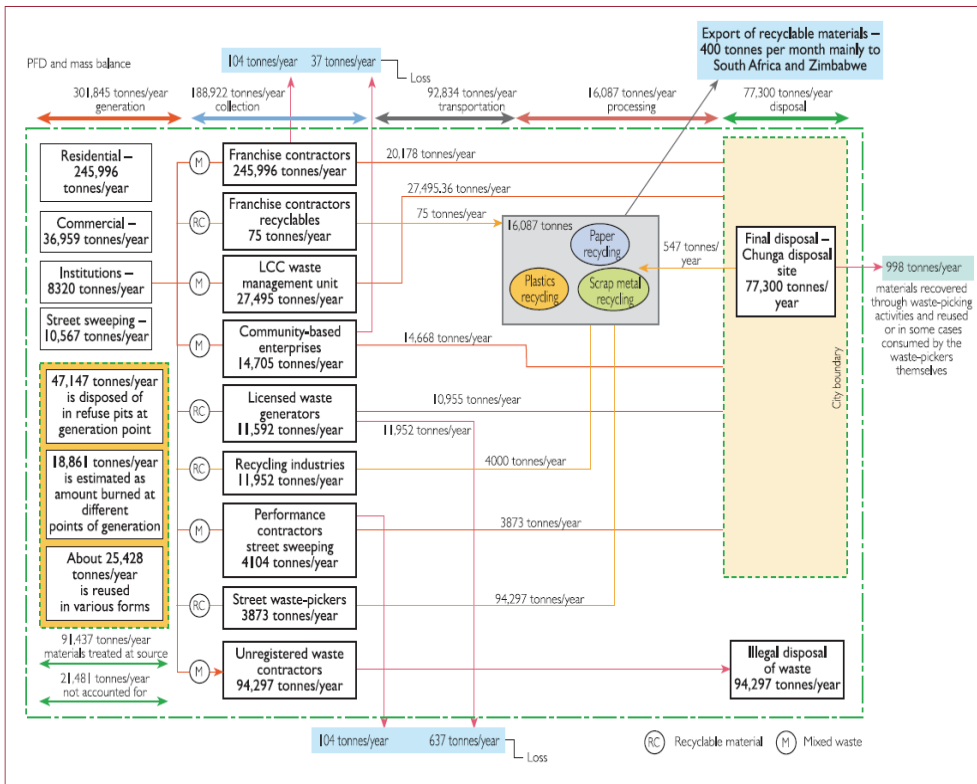 104 tonnes/year 37 tonnes/year
Loss
Export of recyclable materials –
400 tonnes per month mainly to
South Africa and Zimbabwe
PFD and mass balance
301,845 tonnes/year
generation
188,922 tonnes/year
collection
92,834 tonnes/year
transportation
16,087 tonnes/year
processing
77,300 tonnes/year
disposal
Residential –
245,996
tonnes/year
Commercial –
36,959 tonnes/year
Institutions –
8320 tonnes/year
Street sweeping –
10,567 tonnes/year
47,147 tonnes/year
is disposed of
in refuse pits at
generation point
18,861 tonnes/year
is estimated as
amount burned at
different
points of generation
About 25,428
tonnes/year
is reused
in various forms
91,437 tonnes/year
materials treated at source
21,481 tonnes/year
not accounted for
M
Franchise contractors
245,996 tonnes/year
RC
Franchise contractors
recyclables
75 tonnes/year
M
LCC waste
management unit
27,495 tonnes/year
M
Community-based
enterprises
14,705 tonnes/year
RC
Licensed waste
generators
11,592 tonnes/year
RC
Recycling industries
11,952 tonnes/year
M
Performance
contractors
street sweeping
4104 tonnes/year
RC
Street waste-pickers
3873 tonnes/year
M
Unregistered waste
contractors
94,297 tonnes/year
20,178 tonnes/year
27,495.36 tonnes/year
75 tonnes/year
16,087 tonnes
Paper
recycling
Plastics
recycling
Scrap metal
recycling
547 tonnes/
year
14,668 tonnes/year
10,955 tonnes/year
11,952 tonnes/year
4000 tonnes/year
3873 tonnes/year
94,297 tonnes/year
Final disposal –
Chunga disposal
site
77,300 tonnes/
year
City boundary
998 tonnes/year
materials recovered
through waste-picking
activities and reused
or in some cases
consumed by the
waste-pickers
themselves
Illegal disposal
of waste
94,297 tonnes/year
104 tonnes/year 637 tonnes/year
Loss
RC Recyclable material M Mixed waste